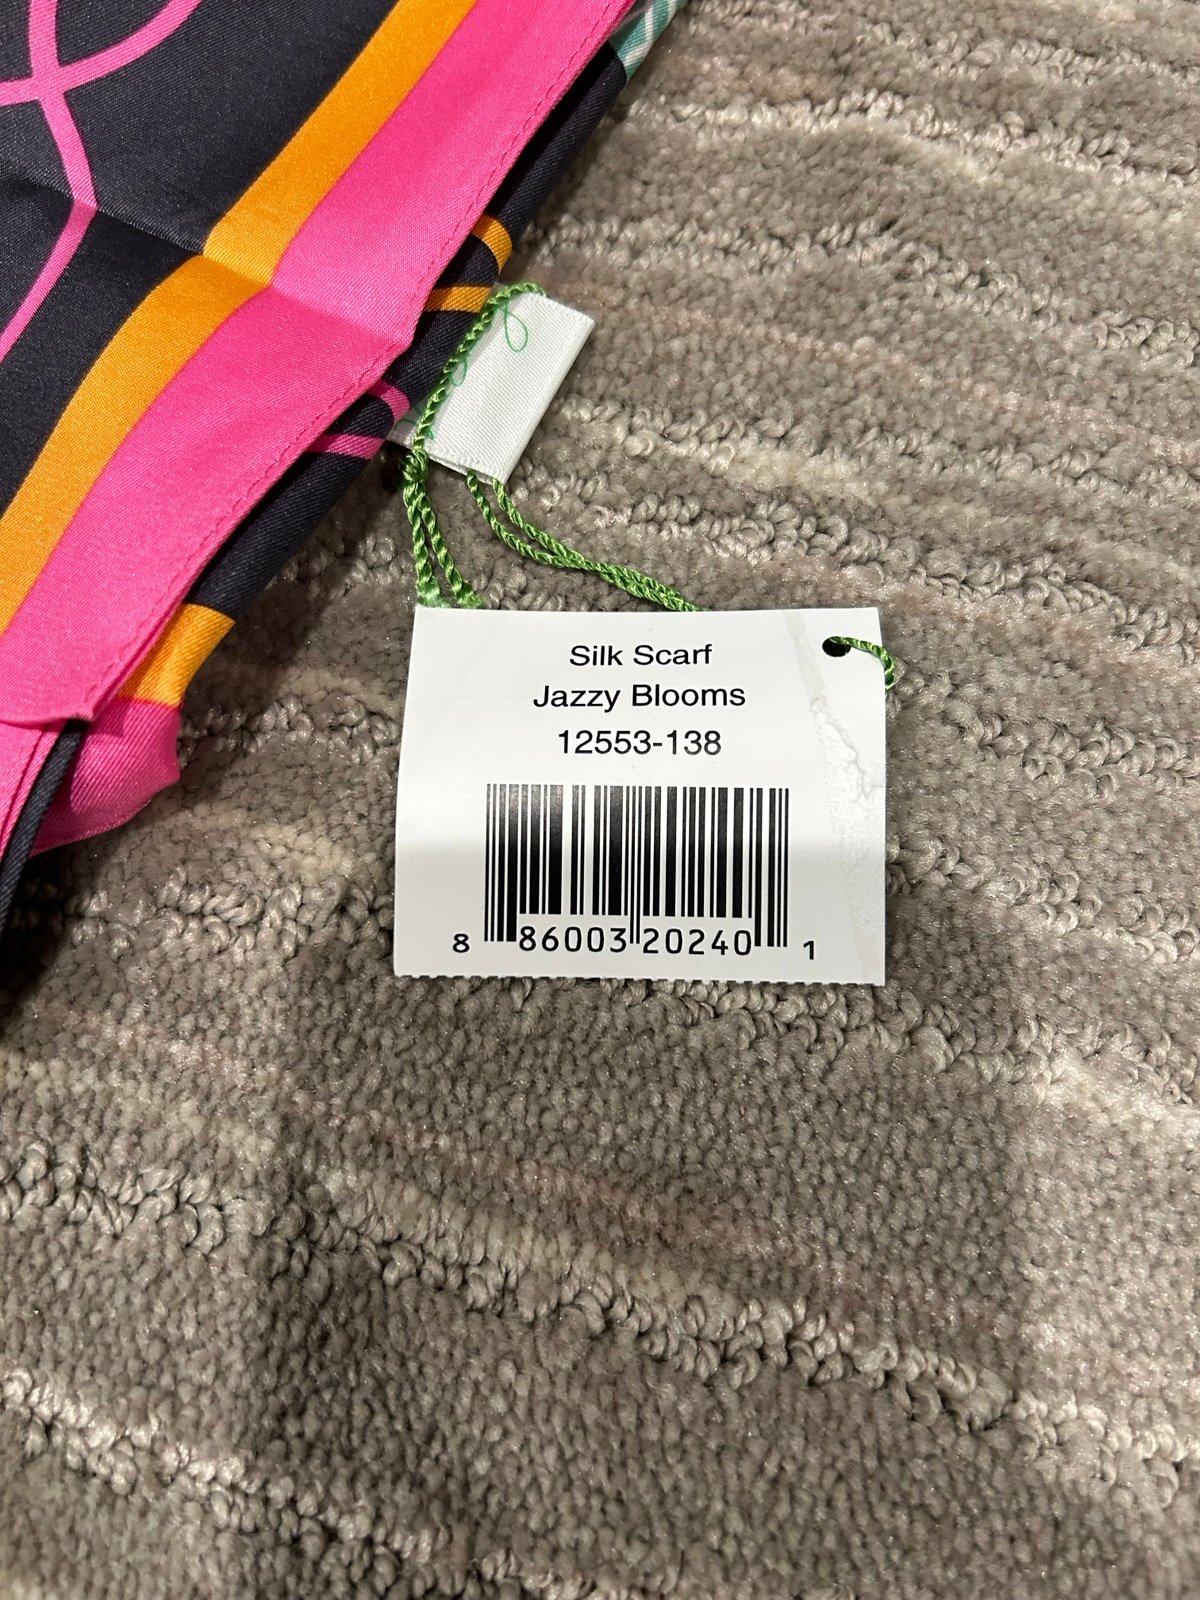 Silk Scarf
Jazzy Blooms
12553-138
8 86003 20240 1